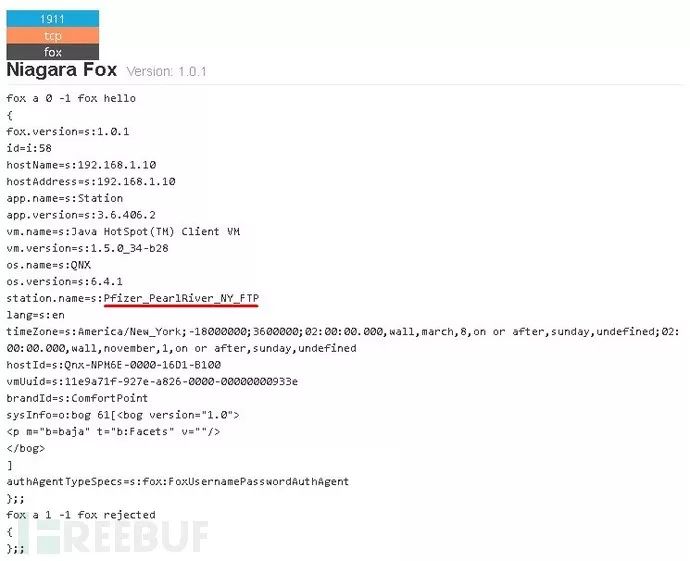 1911
tcp
fox
Niagara Fox Version: 1.0.1
fox a 0 -1 fox hello
{
fox.version=s:1.0.1
id=i:58
hostName=s:192.168.1.10
hostAddress=s:192.168.1.10
app.name=s:Station
app.version=s:3.6.406.2
vm.name=s:Java HotSpot(TM) Client VM
vm.version=s:1.5.0_34-b28
os.name=s:QNX
os.version=s:6.4.1
station.name=s:Pfizer_PearlRiver_NY_FTP
lang=s:en
timeZone=s:America/New_York;-18000000;3600000;02:00:00.000,wall,march,8,on or after,sunday,undefined;02:
00:00.000,wall,november,1,on or after,sunday,undefined
hostId=s:Qnx-NPM6E-0000-16D1-B100
vmUuid=s:11e9a71f-927e-a826-0000-00000000933e
brandId=s:ComfortPoint
sysInfo=o:bog 61[<bog version="1.0">
<p m="b=baja" t="b:Facets" v=""/>
</bog>
]
authAgentTypeSpecs=s:fox:FoxUsernamePasswordAuthAgent
};;
fox a 1 -1 fox rejected
{
};;
FREEBUF